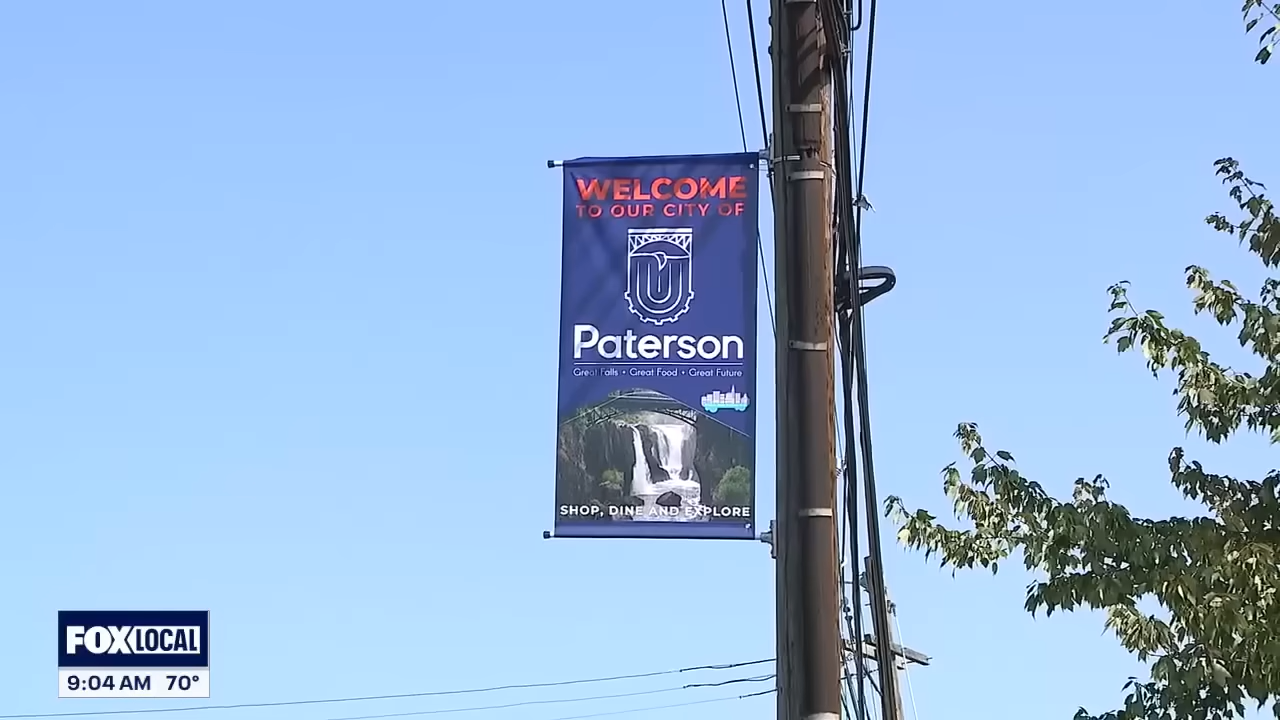 WELCOME
TO OUR CITY OF
Paterson
Great Falls • Great Food • Great Future
SHOP, DINE AND EXPLORE
FOX LOCAL
9:04 AM 70°